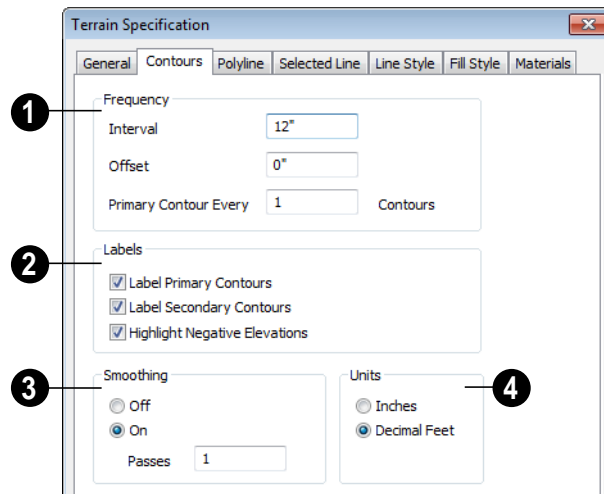 Terrain Specification
General Contours Polyline Selected Line Line Style Fill Style Materials
1
Frequency
Interval 12"
Offset 0"
Primary Contour Every 1 Contours
2
Labels
Label Primary Contours
Label Secondary Contours
Highlight Negative Elevations
3
Smoothing
Off
On
Passes 1
Units
4
Inches
Decimal Feet